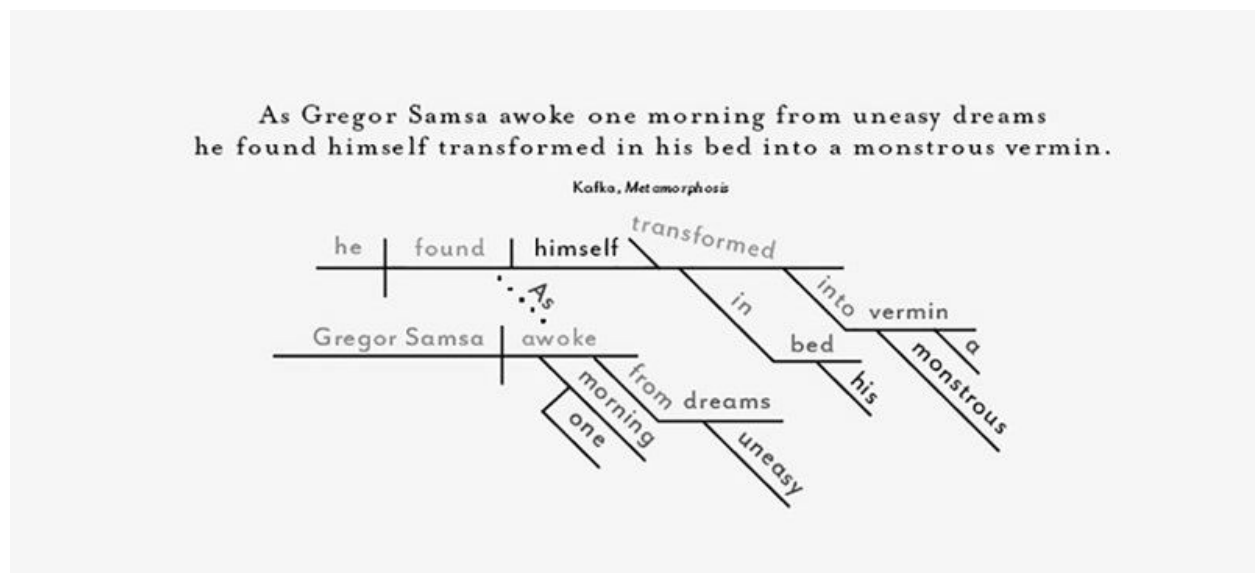 As Gregor Samsa awoke one morning from uneasy dreams
he found himself transformed in his bed into a monstrous vermin.
Kafka, Metamorphosis
he found himself transformed
in
bed
his
into
vermin
a
monstrous
As
Gregor Samsa awoke
morning
one
from
dreams
uneasy